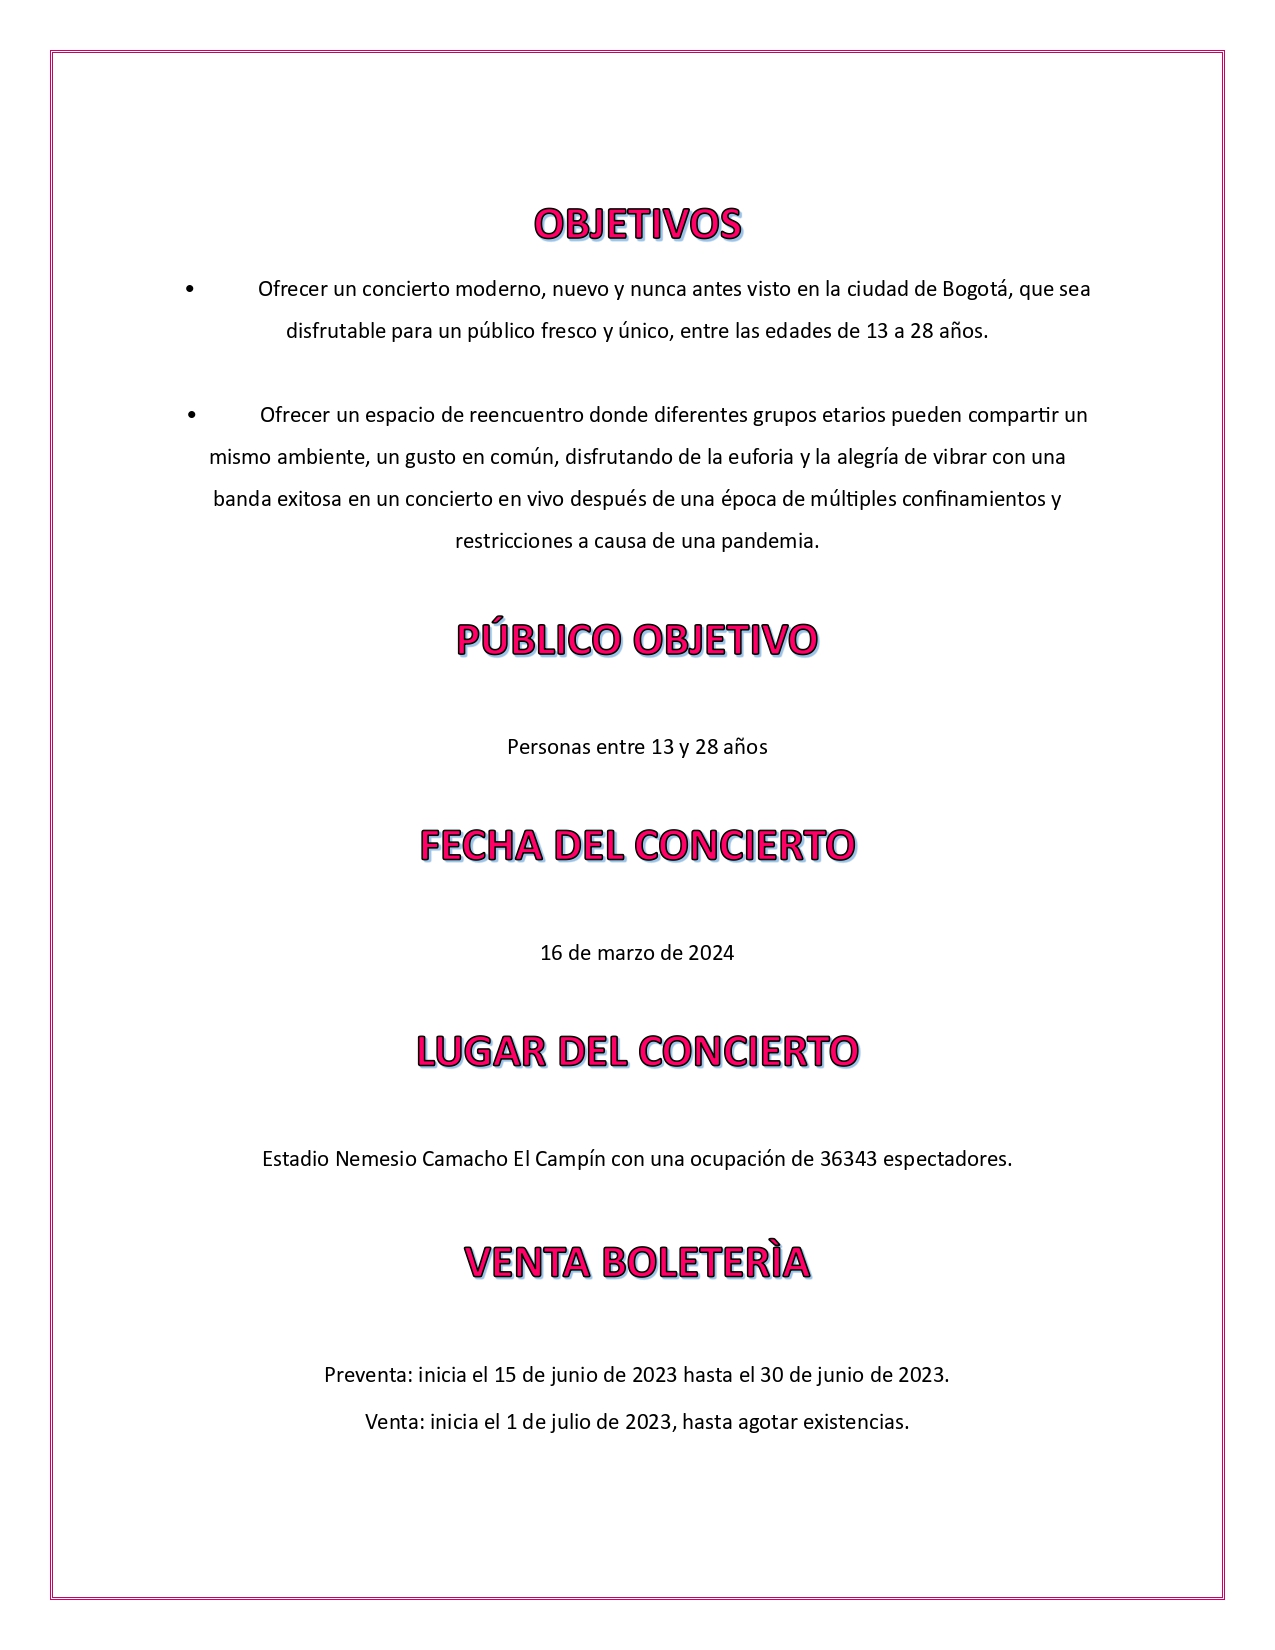 OBJETIVOS
• Ofrecer un concierto moderno, nuevo y nunca antes visto en la ciudad de Bogotá, que sea
disfrutable para un público fresco y único, entre las edades de 13 a 28 años.
• Ofrecer un espacio de reencuentro donde diferentes grupos etarios pueden compartir un
mismo ambiente, un gusto en común, disfrutando de la euforia y la alegría de vibrar con una
banda exitosa en un concierto en vivo después de una época de múltiples confinamientos y
restricciones a causa de una pandemia.
PÚBLICO OBJETIVO
Personas entre 13 y 28 años
FECHA DEL CONCIERTO
16 de marzo de 2024
LUGAR DEL CONCIERTO
Estadio Nemesio Camacho El Campín con una ocupación de 36343 espectadores.
VENTA BOLETERÌA
Preventa: inicia el 15 de junio de 2023 hasta el 30 de junio de 2023.
Venta: inicia el 1 de julio de 2023, hasta agotar existencias.